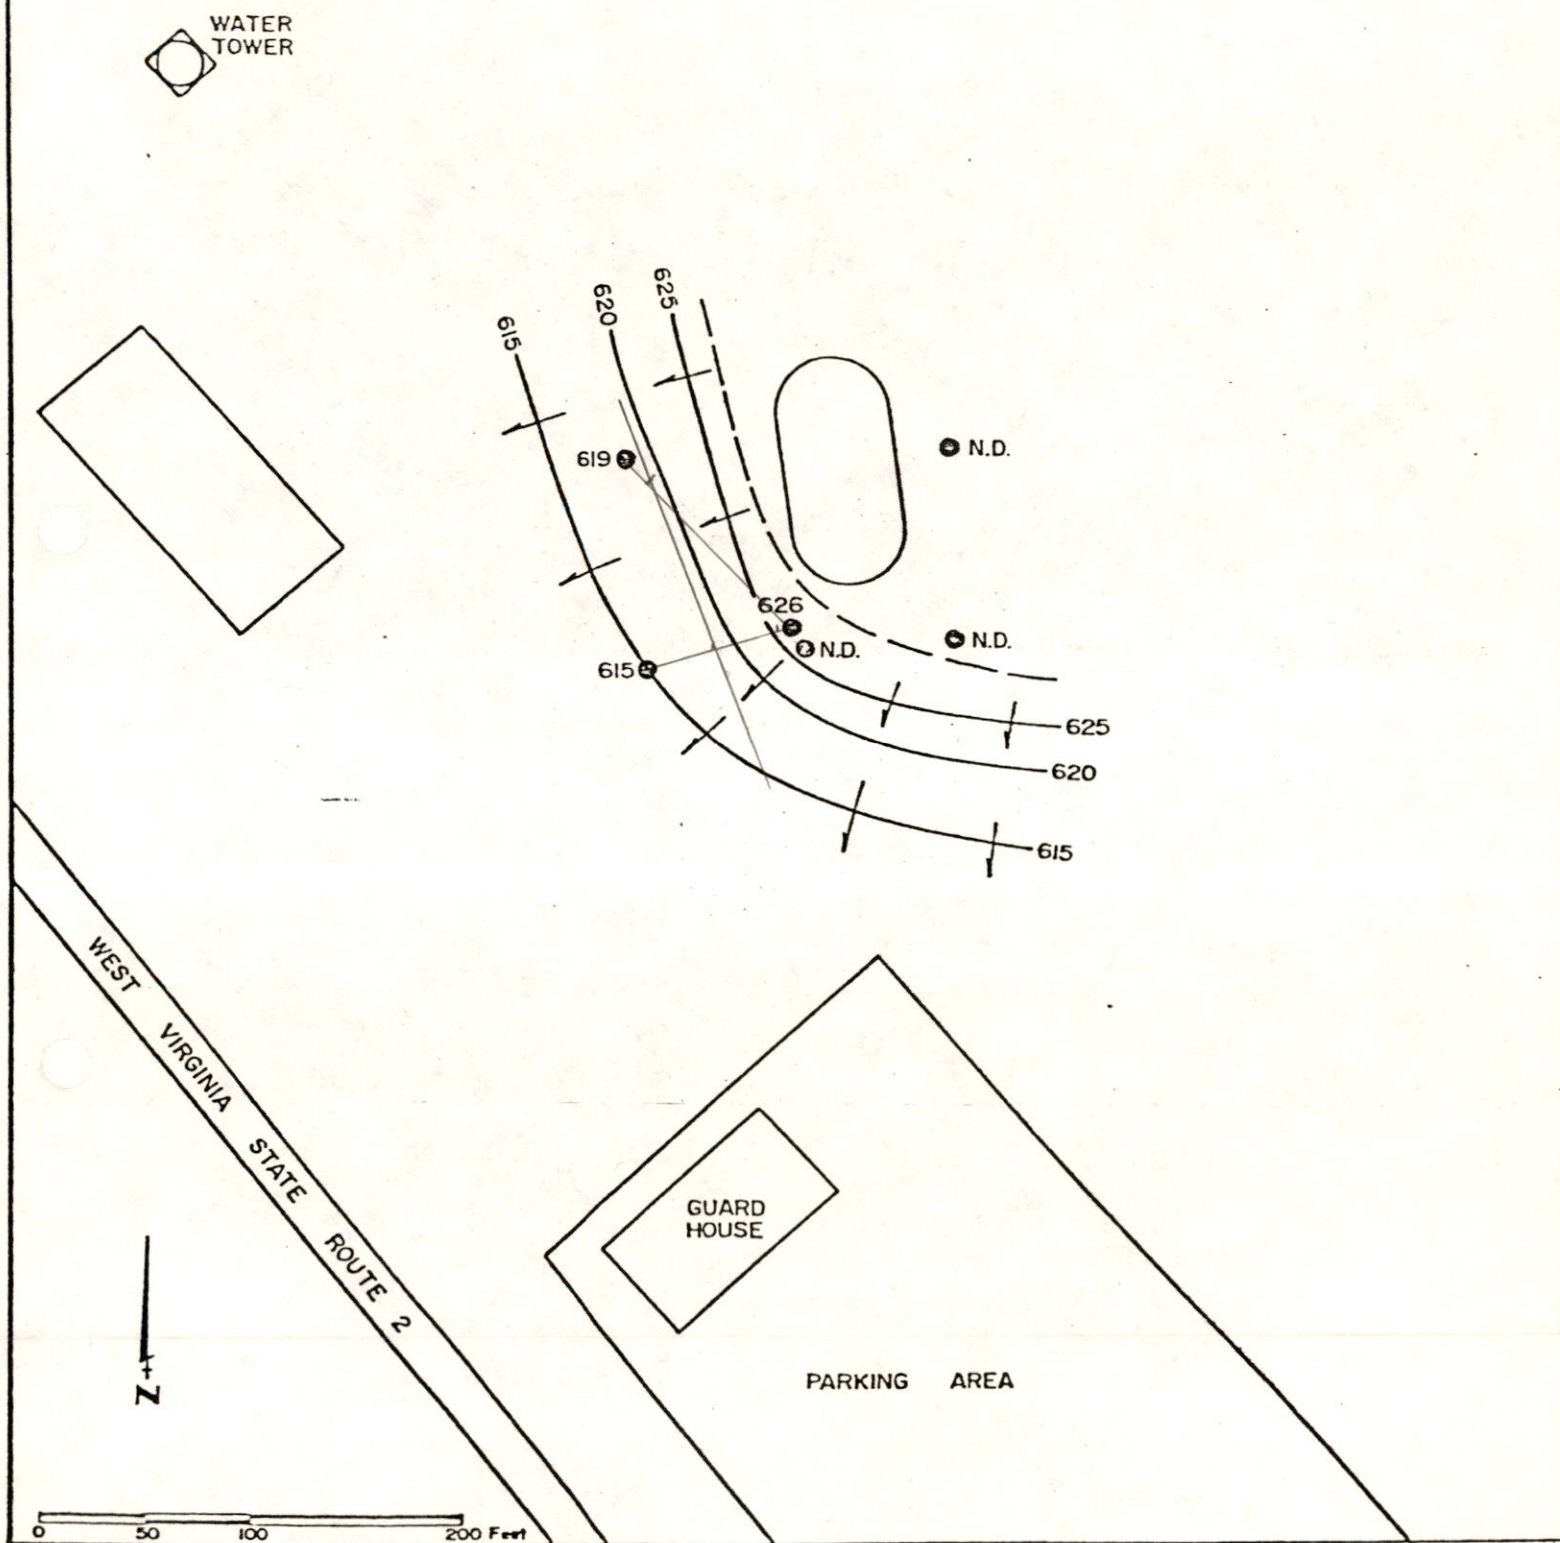 WATER
TOWER
625
620
615
619
N.D.
626
N.D.
N.D.
615
625
620
615
WEST VIRGINIA STATE ROUTE 2
GUARD
HOUSE
PARKING AREA
N
0 50 100 200 Feet